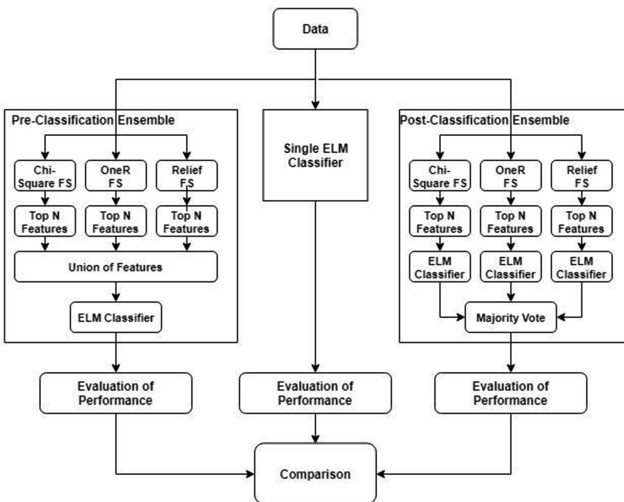 Data
Pre-Classification Ensemble
Chi-
Square FS
OneR
FS
Relief
FS
Top N
Features
Top N
Features
Top N
Features
Union of Features
ELM Classifier
Evaluation of
Performance
Single ELM
Classifier
Evaluation of
Performance
Post-Classification Ensemble
Chi-
Square FS
OneR
FS
Relief
FS
Top N
Features
Top N
Features
Top N
Features
ELM
Classifier
ELM
Classifier
ELM
Classifier
Majority Vote
Evaluation of
Performance
Comparison